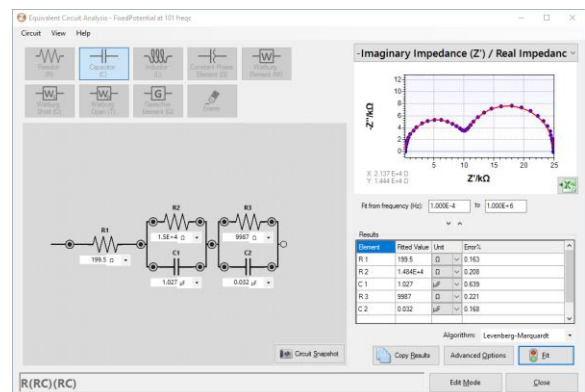 Equivalent Circuit Analysis - FixedPotential at 101 freqs
Circuit View Help
Resistor (R)
Capacitor (C)
Inductor (L)
Constant Phase Element (Q)
Warburg Element (W)
Warburg Short (O)
Warburg Open (T)
Gerischer Element (G)
Eraser
-Imaginary Impedance (Z') / Real Impedanc
-Z''/kΩ
12
8
4
0
0 5 10 15 20 25
Z'/kΩ
X: 2.137 E+4 Ω
Y: 1.444 E+4 Ω
Fit from frequency (Hz): 1.000E-4 to 1.000E+6
Results
Element Fitted Value Unit Error%
R 1 199.5 Ω 0.163
R 2 1.484E+4 Ω 0.208
C 1 1.027 µF 0.639
R 3 9987 Ω 0.221
C 2 0.032 µF 0.168
Algorithm: Levenberg-Marquardt
Copy Results Advanced Options Fit
R1
199.5 Ω
R2
1.5E+4 Ω
C1
1.027 µF
R3
9987 Ω
C2
0.032 µF
Circuit Snapshot
R(RC)(RC)
Edit Mode Close